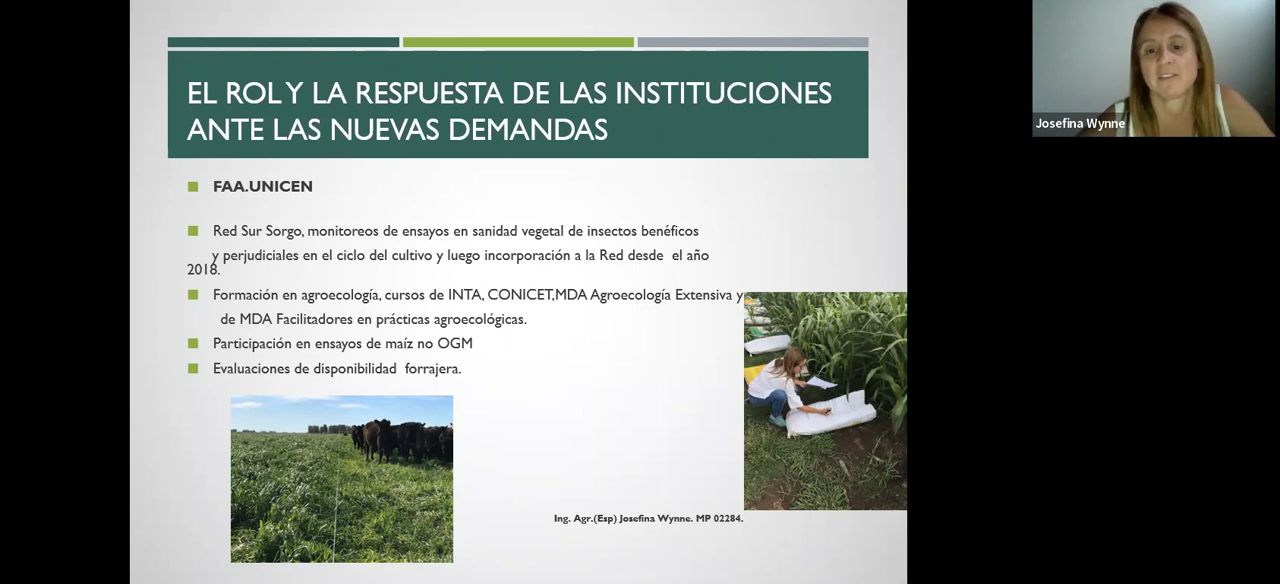 EL ROL Y LA RESPUESTA DE LAS INSTITUCIONES
ANTE LAS NUEVAS DEMANDAS
Josefina Wynne
FAA.UNICEN
Red Sur Sorgo, monitoreos de ensayos en sanidad vegetal de insectos benéficos
y perjudiciales en el ciclo del cultivo y luego incorporación a la Red desde el año
2018.
Formación en agroecología, cursos de INTA, CONICET,MDA Agroecología Extensiva y
de MDA Facilitadores en prácticas agroecológicas.
Participación en ensayos de maíz no OGM
Evaluaciones de disponibilidad forrajera.
Ing. Agr.(Esp) Josefina Wynne. MP 02284.